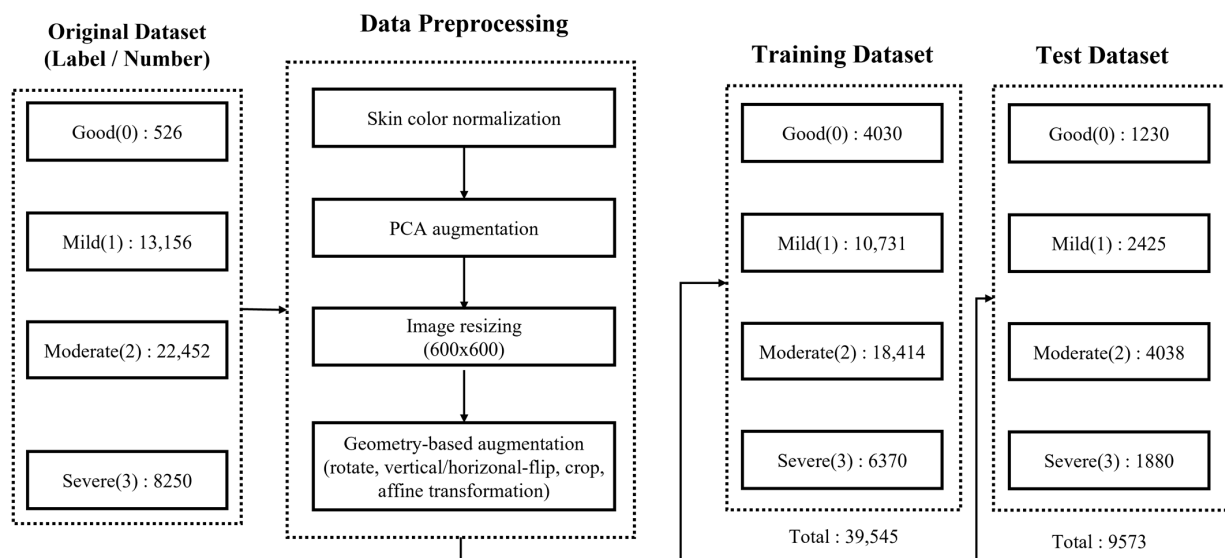 Original Dataset
(Label / Number)
Good(0) : 526
Mild(1) : 13,156
Moderate(2) : 22,452
Severe(3) : 8250
Data Preprocessing
Skin color normalization
PCA augmentation
Image resizing
(600x600)
Geometry-based augmentation
(rotate, vertical/horizonal-flip, crop,
affine transformation)
Training Dataset
Good(0) : 4030
Mild(1) : 10,731
Moderate(2) : 18,414
Severe(3) : 6370
Total : 39,545
Test Dataset
Good(0) : 1230
Mild(1) : 2425
Moderate(2) : 4038
Severe(3) : 1880
Total : 9573